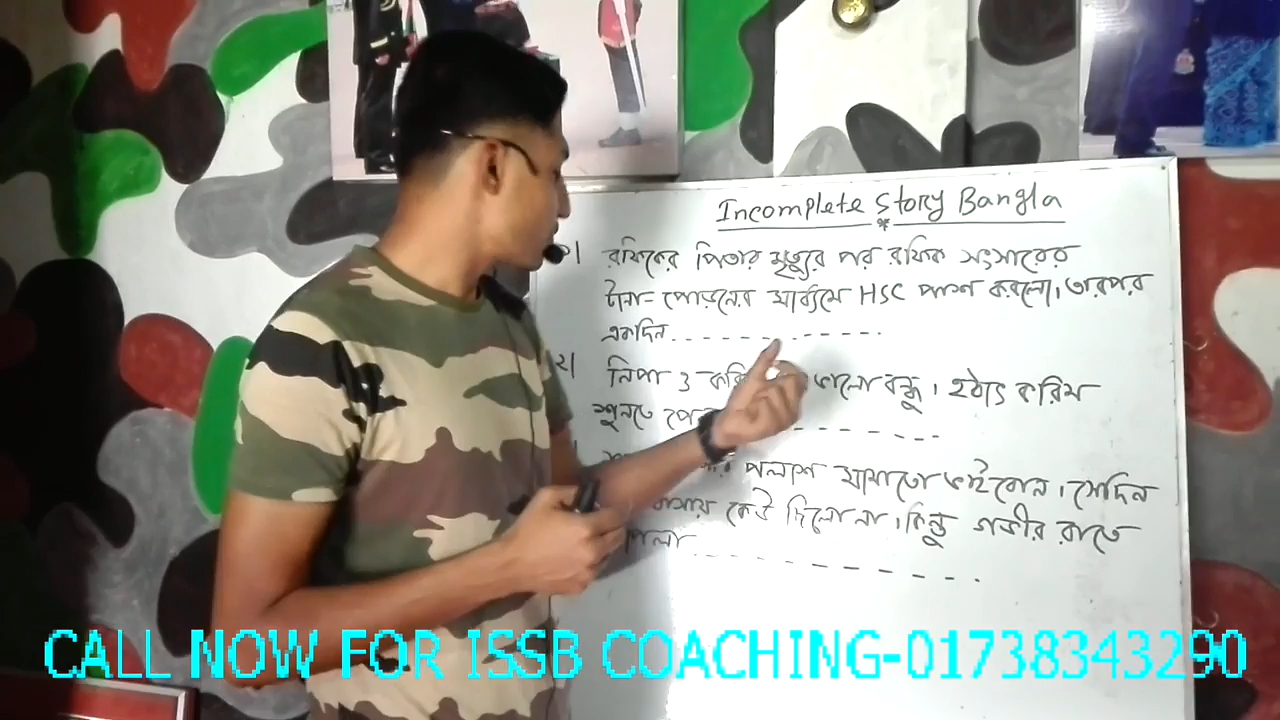 Incomplete Story Bangla
১। রফিকের পিতার মৃত্যুর পর রফিক সংসারের
টানা-পোড়নের মাধ্যমে HSC পাশ করলো। তারপর
একদিন
২। নিপা ও ভালো বন্ধু। হঠাৎ করিম
শুনতে
পলাশ মামাতো ভাইবোন। সেদিন
বাসায় কেউ ছিলো না। কিন্তু গভীর রাতে
CALL NOW FOR ISSB COACHING-01738343290